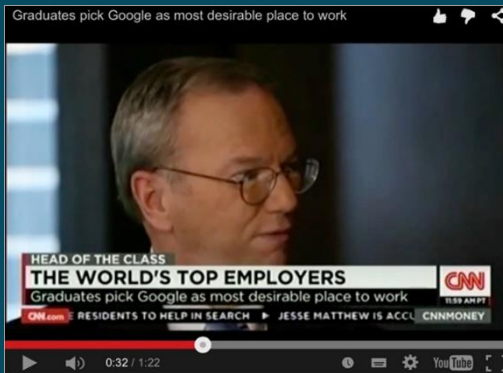 Graduates pick Google as most desirable place to work
HEAD OF THE CLASS
THE WORLD'S TOP EMPLOYERS
CNN
Graduates pick Google as most desirable place to work
11:59 AM PT
CNN.com E RESIDENTS TO HELP IN SEARCH ► JESSE MATTHEW IS ACCU CNNMONEY
0:32 / 1:22
YouTube